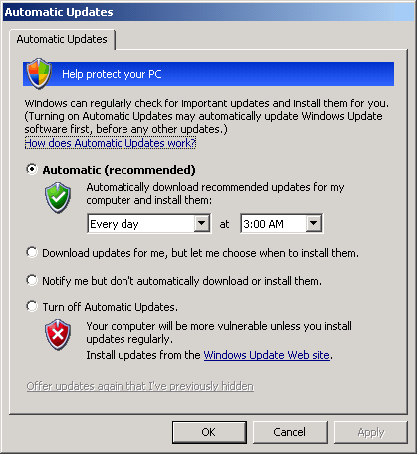 Automatic Updates
Automatic Updates
Help protect your PC
Windows can regularly check for important updates and install them for you.
(Turning on Automatic Updates may automatically update Windows Update
software first, before any other updates.)
How does Automatic Updates work?
Automatic (recommended)
Automatically download recommended updates for my
computer and install them:
Every day at 3:00 AM
Download updates for me, but let me choose when to install them.
Notify me but don't automatically download or install them.
Turn off Automatic Updates.
Your computer will be more vulnerable unless you install
updates regularly.
Install updates from the Windows Update Web site.
Offer updates again that I've previously hidden
OK Cancel Apply